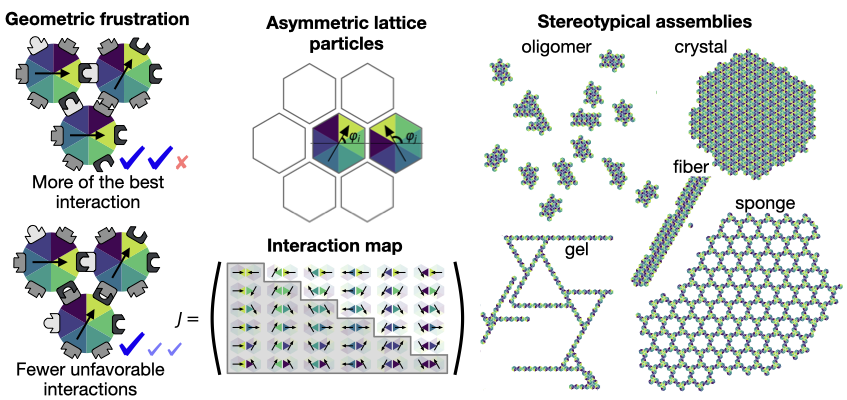 Geometric frustration
More of the best
interaction
Fewer unfavorable
interactions
Asymmetric lattice
particles
φi
φj
Interaction map
J =
Stereotypical assemblies
oligomer
crystal
fiber
gel
sponge